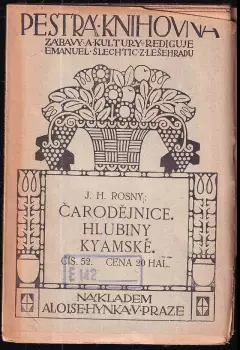 PESTRÁ·KNIHOVNA
ZÁBAVY·A·KULTURY·REDIGUJE
EMANUEL·ŠLECHTIC·Z·LEŠEHRADU
J. H. ROSNY:
ČARODĚJNICE.
HLUBINY
KYAMSKÉ.
ČÍS. 52. CENA 20 HAL.
E 142
NÁKLADEM
ALOISE·HYNKA·V·PRAZE